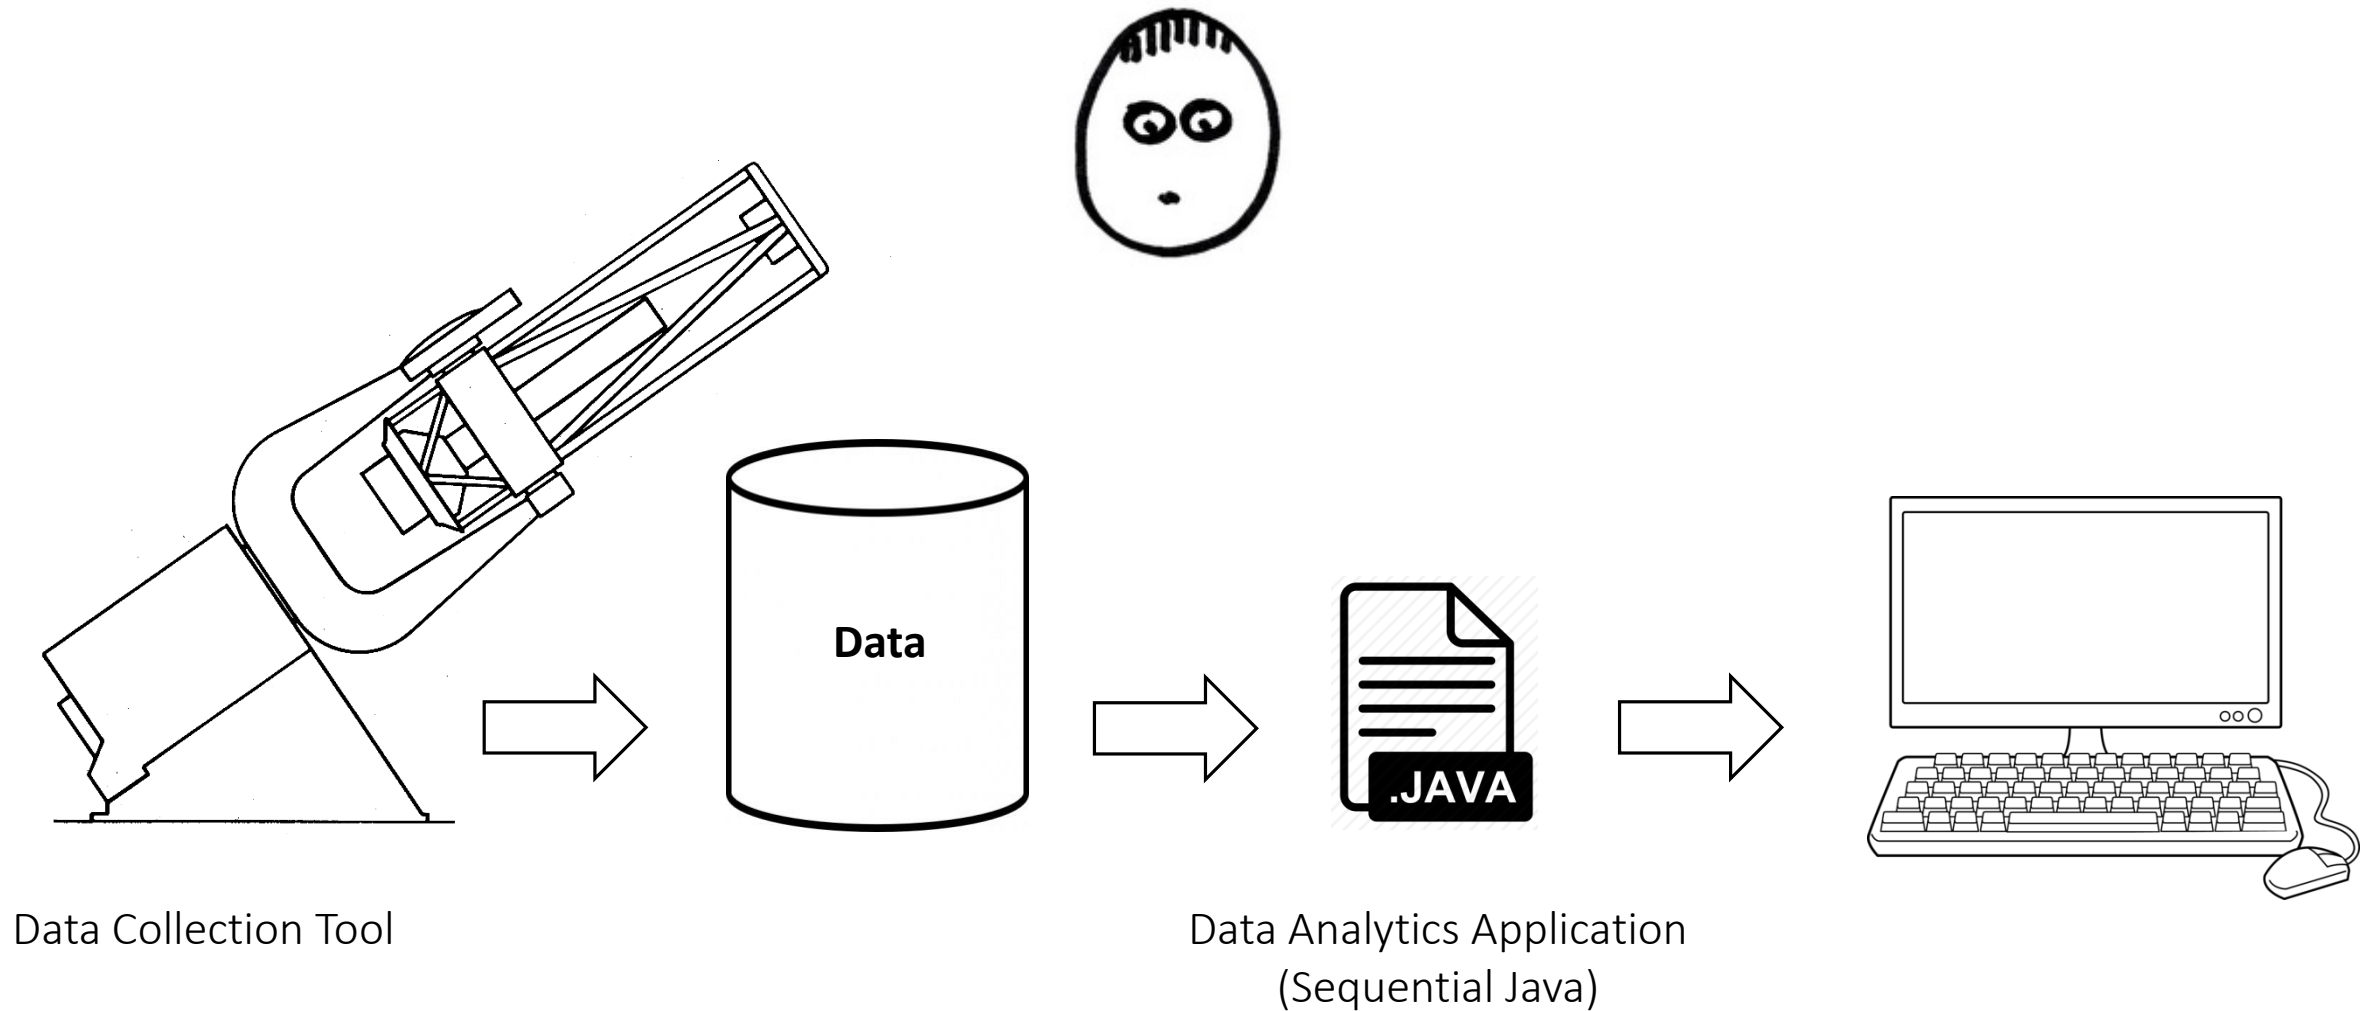 Data
.JAVA
Data Collection Tool
Data Analytics Application
(Sequential Java)